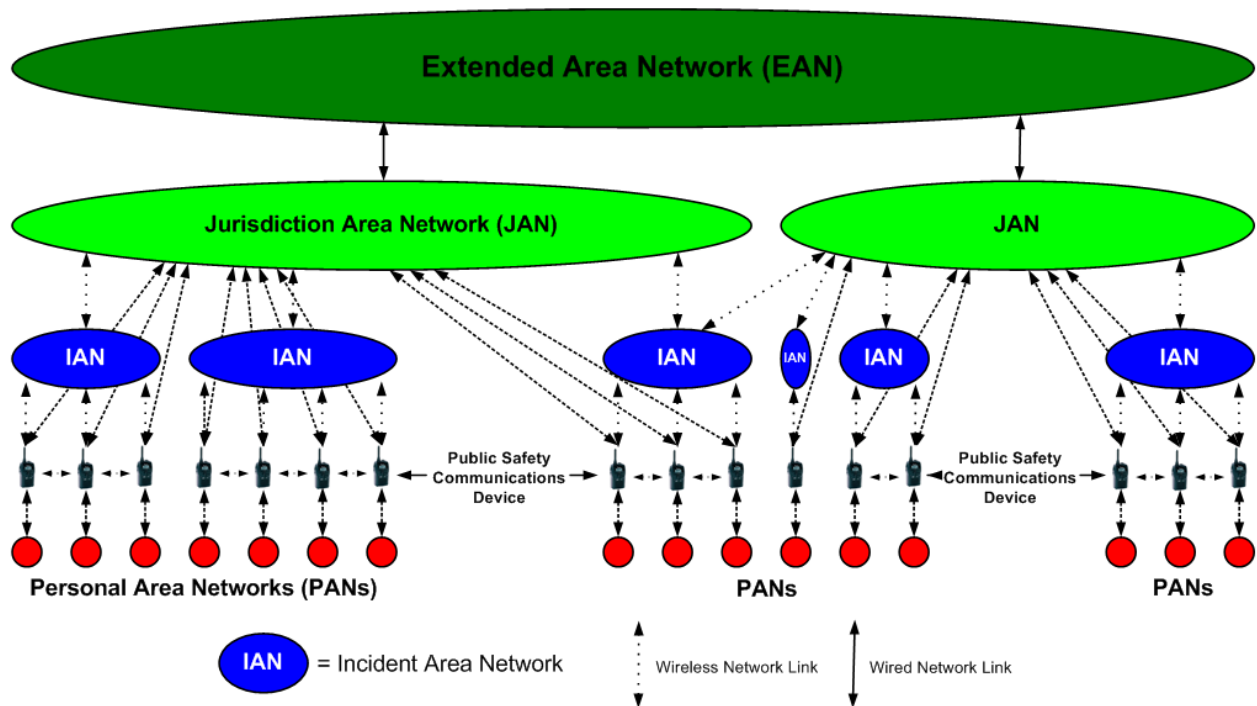 Extended Area Network (EAN)
Jurisdiction Area Network (JAN)
JAN
IAN
IAN
IAN
IAN
IAN
IAN
Public Safety
Communications
Device
Public Safety
Communications
Device
Personal Area Networks (PANs)
PANs
PANs
IAN
= Incident Area Network
Wireless Network Link
Wired Network Link